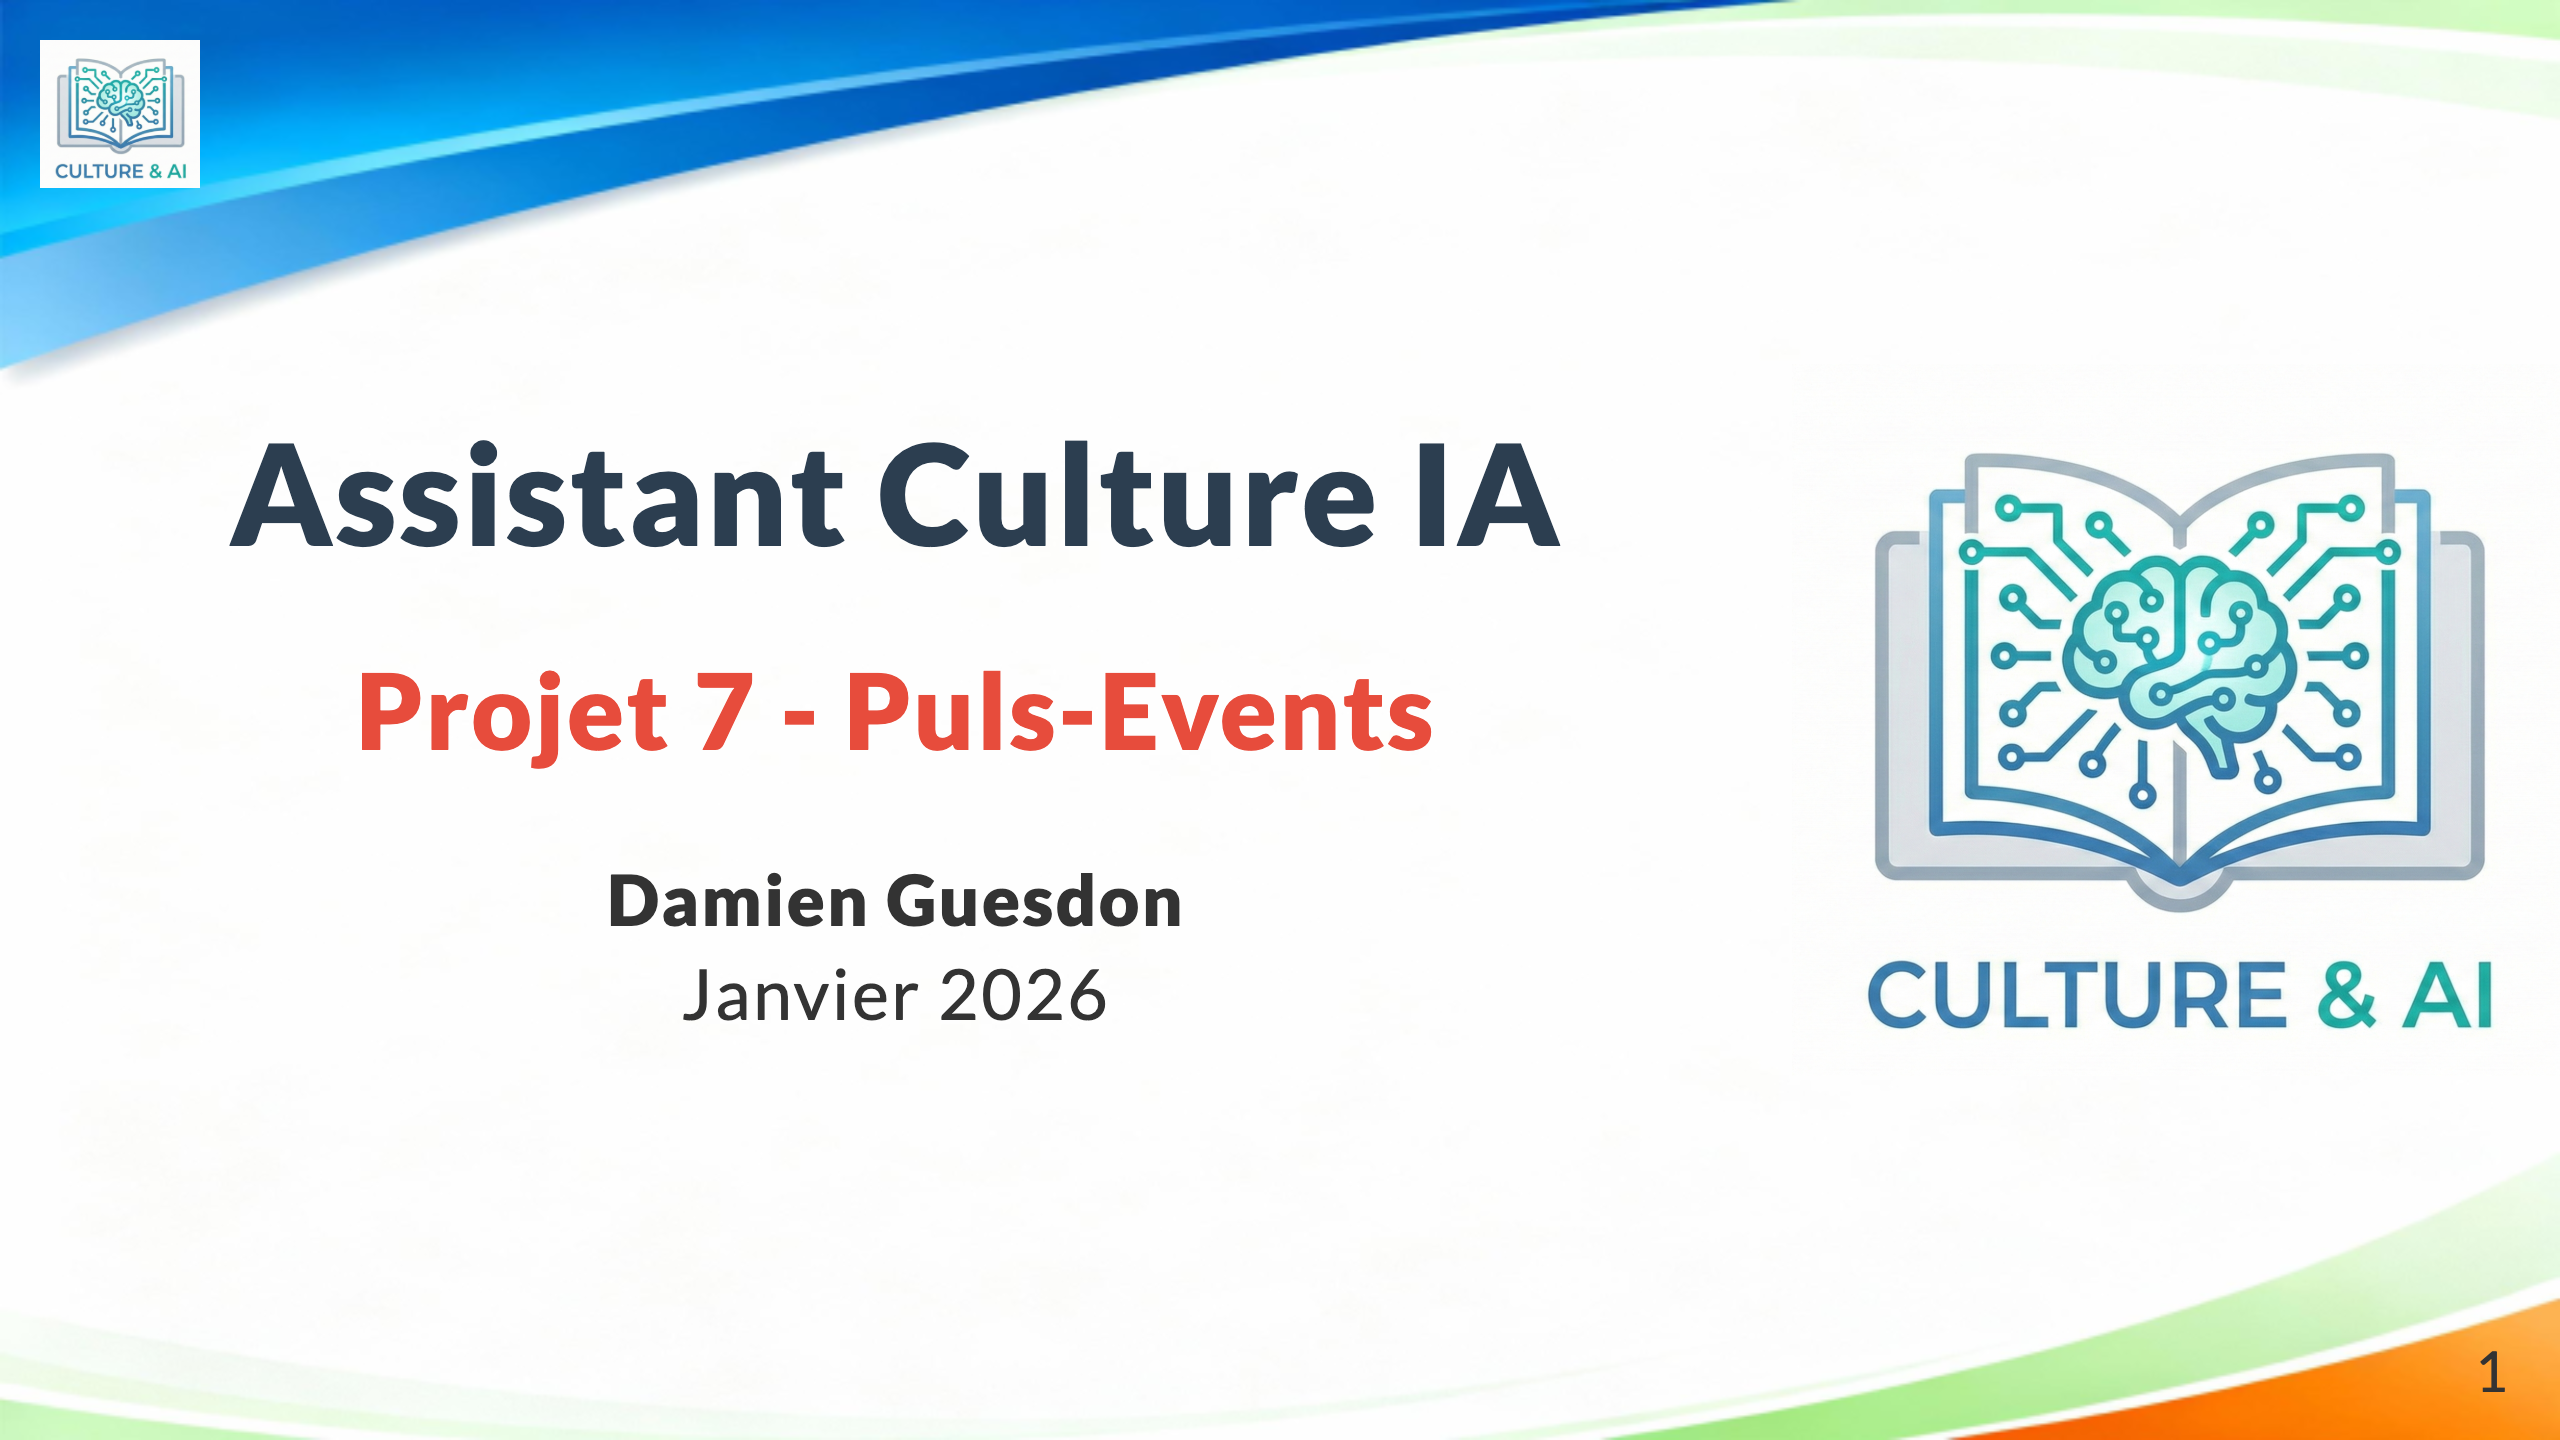 CULTURE & AI
Assistant Culture IA
Projet 7 - Puls-Events
Damien Guesdon
Janvier 2026
CULTURE & AI
1